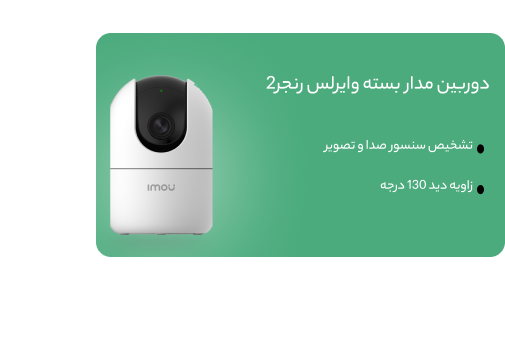 دوربین مدار بسته وایرلس رنجر2
تشخیص سنسور صدا و تصویر
زاویه دید 130 درجه
imou